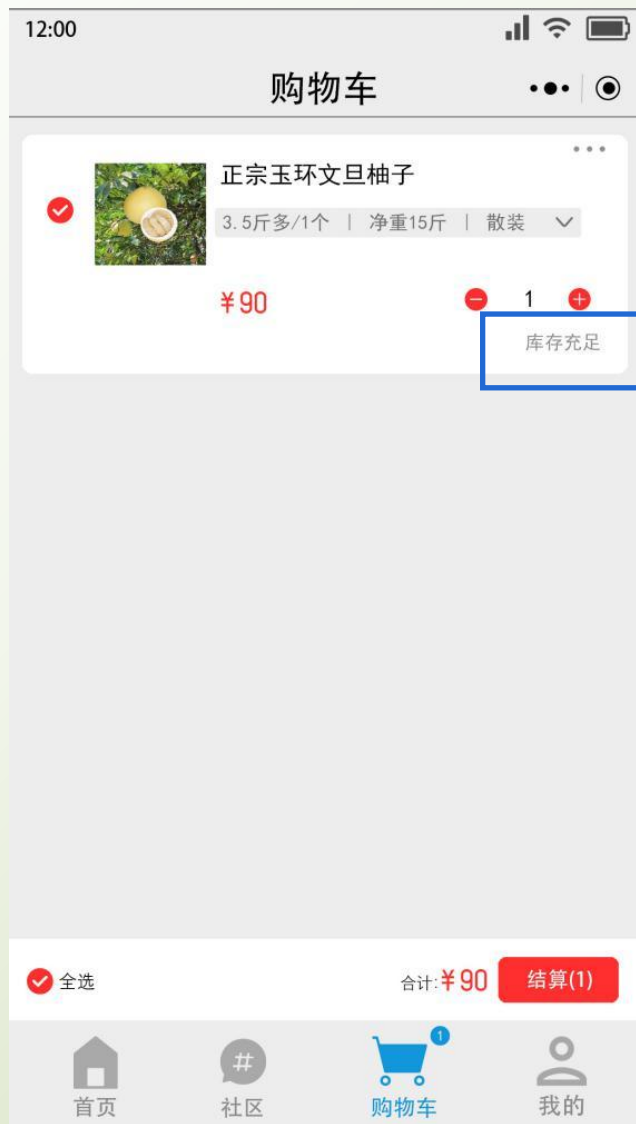 12:00
购物车
正宗玉环文旦柚子
3.5斤多/1个 | 净重15斤 | 散装
¥90
1
库存充足
全选
合计:¥90 结算(1)
#
1
首页 社区 购物车 我的